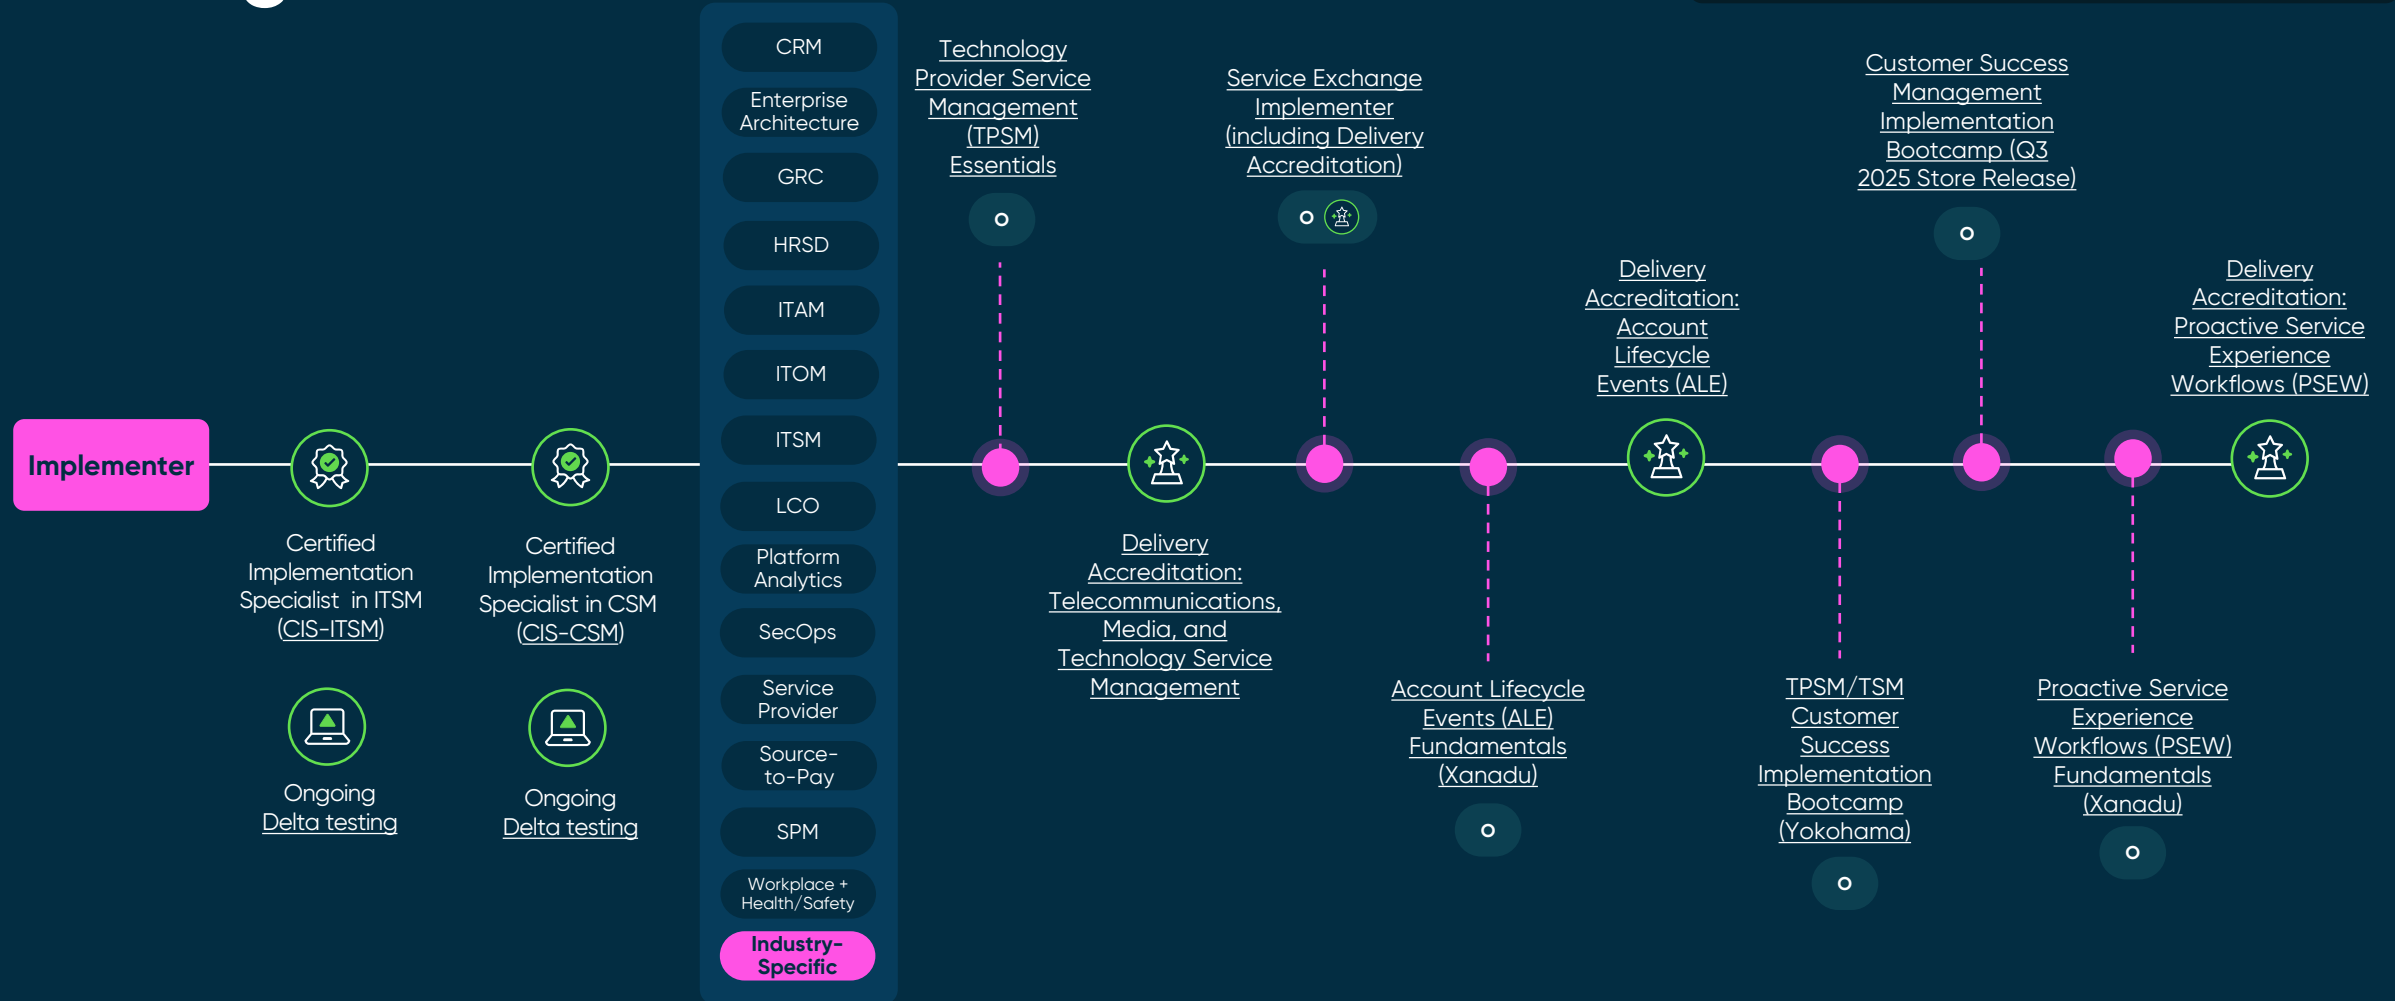 Implementer
Certified
Implementation
Specialist in ITSM
(CIS-ITSM)
Ongoing
Delta testing
Certified
Implementation
Specialist in CSM
(CIS-CSM)
Ongoing
Delta testing
CRM
Enterprise
Architecture
GRC
HRSD
ITAM
ITOM
ITSM
LCO
Platform
Analytics
SecOps
Service
Provider
Source-
to-Pay
SPM
Workplace +
Health/Safety
Industry-
Specific
Technology
Provider Service
Management
(TPSM)
Essentials
Delivery
Accreditation:
Telecommunications,
Media, and
Technology Service
Management
Service Exchange
Implementer
(including Delivery
Accreditation)
Account Lifecycle
Events (ALE)
Fundamentals
(Xanadu)
Delivery
Accreditation:
Account
Lifecycle
Events (ALE)
TPSM/TSM
Customer
Success
Implementation
Bootcamp
(Yokohama)
Customer Success
Management
Implementation
Bootcamp (Q3
2025 Store Release)
Proactive Service
Experience
Workflows (PSEW)
Fundamentals
(Xanadu)
Delivery
Accreditation:
Proactive Service
Experience
Workflows (PSEW)